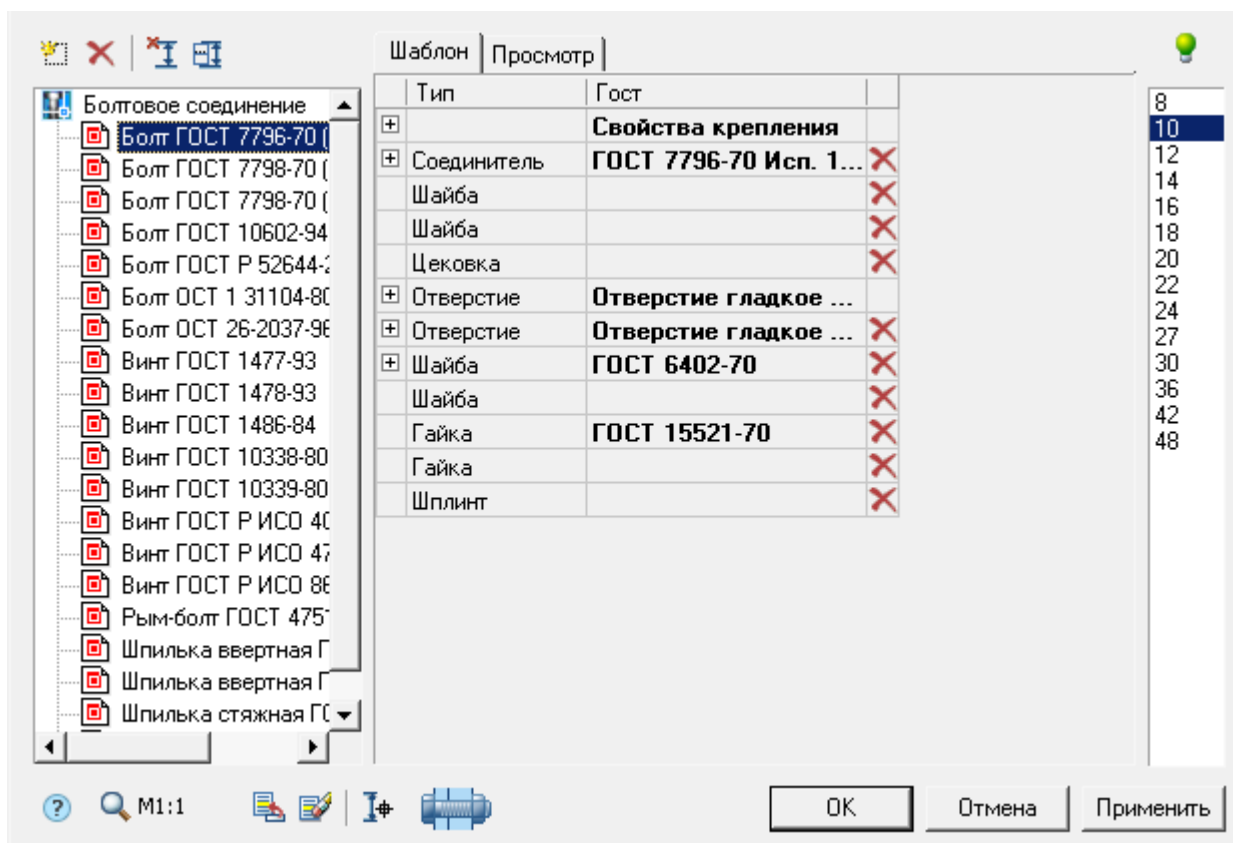 Шаблон
Просмотр
Болтовое соединение
Болт ГОСТ 7796-70 (
Болт ГОСТ 7798-70 (
Болт ГОСТ 7798-70 (
Болт ГОСТ 10602-94
Болт ГОСТ Р 52644-2
Болт ОСТ 1 31104-80
Болт ОСТ 26-2037-96
Винт ГОСТ 1477-93
Винт ГОСТ 1478-93
Винт ГОСТ 1486-84
Винт ГОСТ 10338-80
Винт ГОСТ 10339-80
Винт ГОСТ Р ИСО 40
Винт ГОСТ Р ИСО 47
Винт ГОСТ Р ИСО 86
Рым-болт ГОСТ 4751
Шпилька ввертная Г
Шпилька ввертная Г
Шпилька стяжная ГО
Тип Гост
Свойства крепления
Соединитель ГОСТ 7796-70 Исп. 1...
Шайба
Шайба
Цековка
Отверстие Отверстие гладкое ...
Отверстие Отверстие гладкое ...
Шайба ГОСТ 6402-70
Шайба
Гайка ГОСТ 15521-70
Гайка
Шплинт
8
10
12
14
16
18
20
22
24
27
30
36
42
48
M1:1
OK
Отмена
Применить